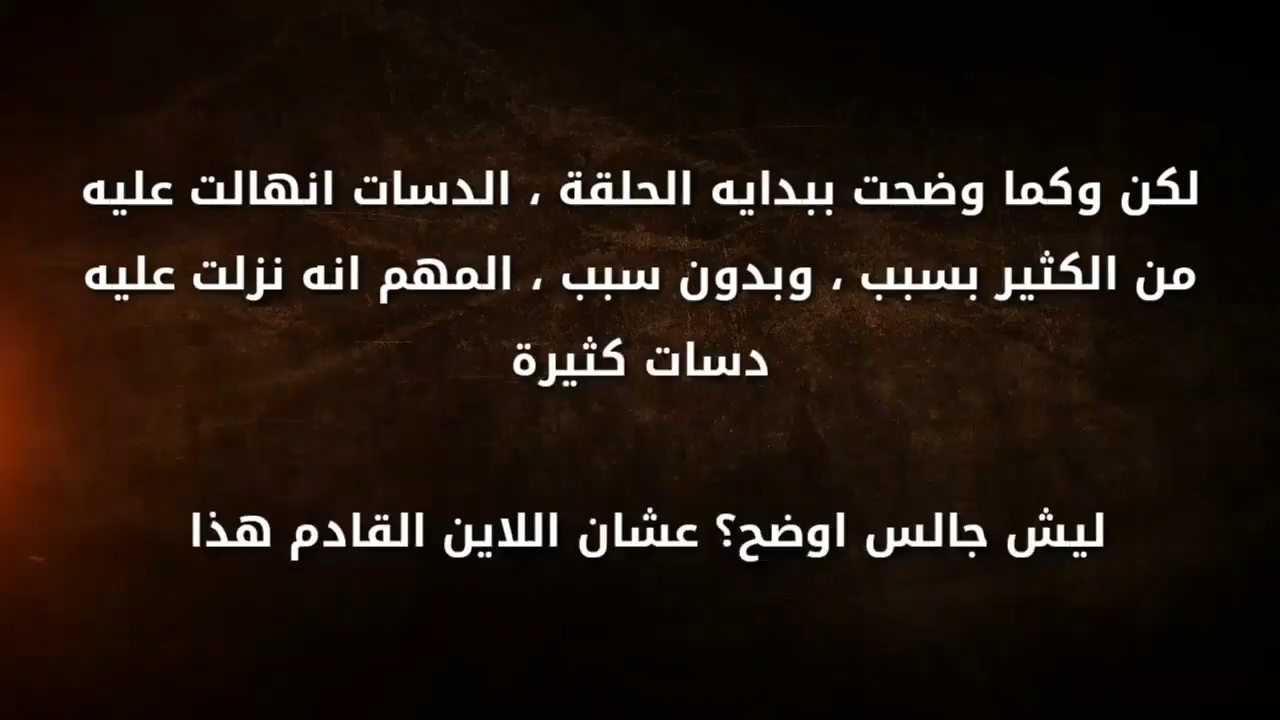 لكن وكما وضحت ببدايه الحلقة ، الدسات انهالت عليه
من الكثير بسبب ، وبدون سبب ، المهم انه نزلت عليه
دسات كثيرة
ليش جالس اوضح؟ عشان اللاين القادم هذا